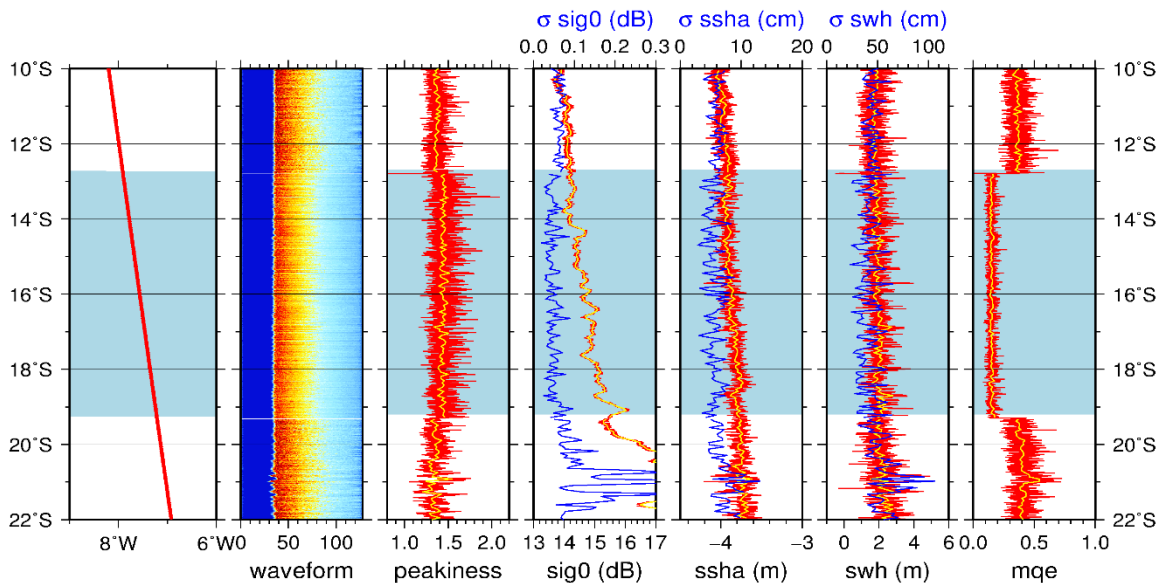 σ sig0 (dB) σ ssha (cm) σ swh (cm)
0.0 0.1 0.2 0.3 0 10 20 0 50 100
10°S 10°S
12°S 12°S
14°S 14°S
16°S 16°S
18°S 18°S
20°S 20°S
22°S 22°S
8°W 6°W 0 50 100 1.0 1.5 2.0 13 14 15 16 17 −4 −3 0 2 4 6 0.0 0.5 1.0
waveform peakiness sig0 (dB) ssha (m) swh (m) mqe